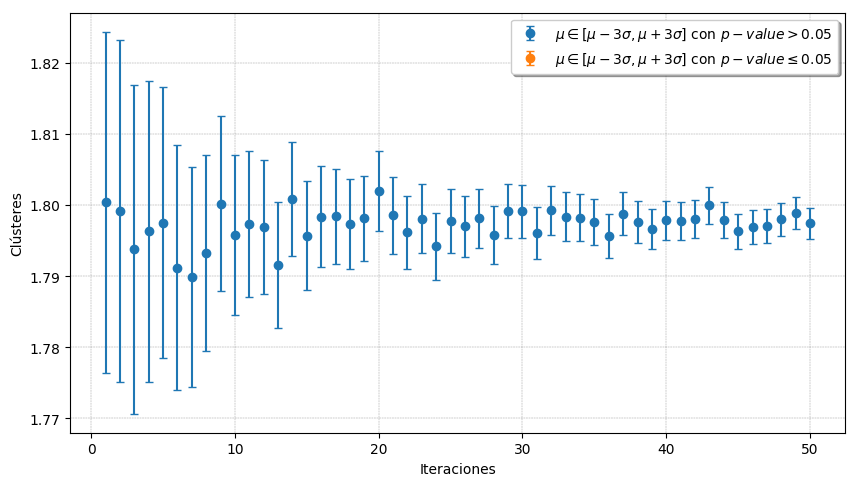 μ ∈ [μ − 3σ, μ + 3σ] con p − value > 0.05
μ ∈ [μ − 3σ, μ + 3σ] con p − value ≤ 0.05
1.82
1.81
1.80
1.79
1.78
1.77
Clústeres
0 10 20 30 40 50
Iteraciones